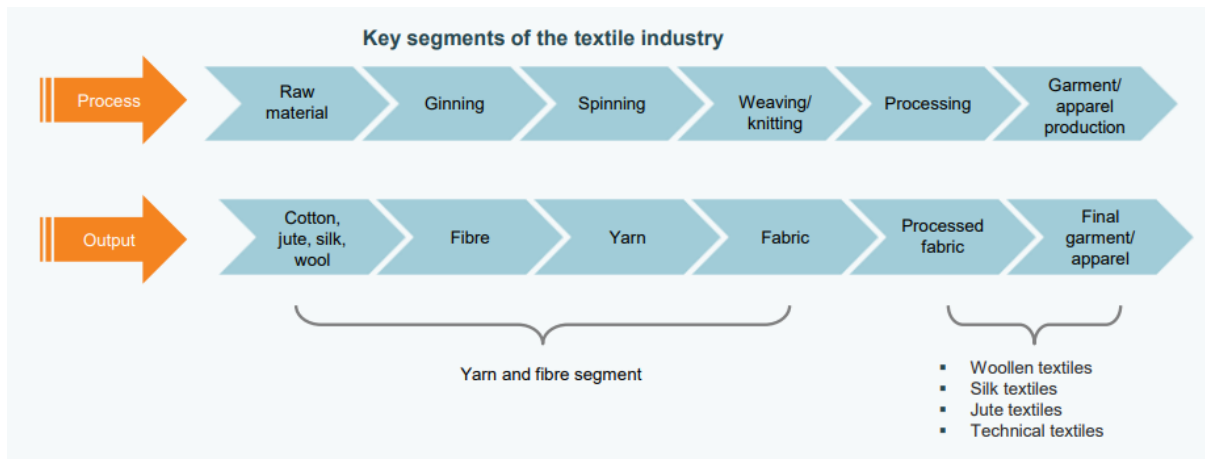 Key segments of the textile industry
Process
Raw
material
Ginning
Spinning
Weaving/
knitting
Processing
Garment/
apparel
production
Output
Cotton,
jute, silk,
wool
Fibre
Yarn
Fabric
Processed
fabric
Final
garment/
apparel
Yarn and fibre segment
▪ Woollen textiles
▪ Silk textiles
▪ Jute textiles
▪ Technical textiles